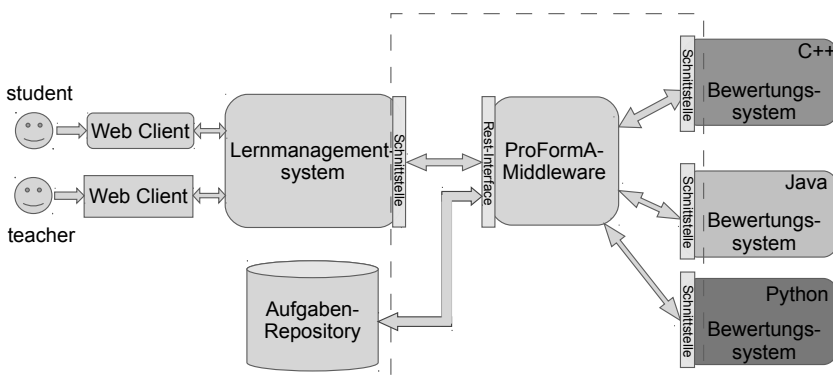 student
Web Client
Web Client
teacher
Lernmanagement-
system
Schnittstelle
Aufgaben-
Repository
Rest-Interface
ProFormA-
Middleware
Schnittstelle
C++
Bewertungs-
system
Schnittstelle
Java
Bewertungs-
system
Schnittstelle
Python
Bewertungs-
system